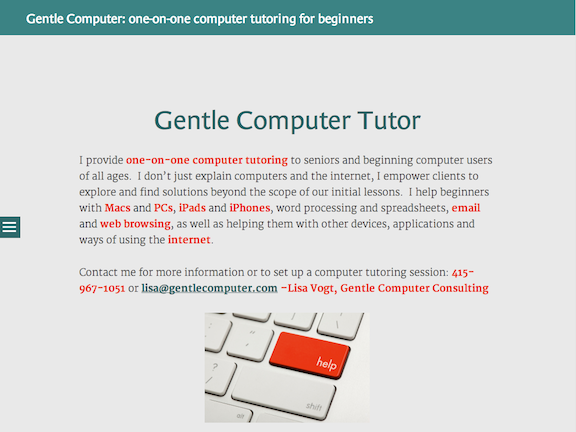 Gentle Computer: one-on-one computer tutoring for beginners
Gentle Computer Tutor
I provide one-on-one computer tutoring to seniors and beginning computer users
of all ages.  I don't just explain computers and the internet, I empower clients to
explore and find solutions beyond the scope of our initial lessons.  I help beginners
with Macs and PCs, iPads and iPhones, word processing and spreadsheets, email
and web browsing, as well as helping them with other devices, applications and
ways of using the internet.
Contact me for more information or to set up a computer tutoring session: 415-
967-1051 or lisa@gentlecomputer.com –Lisa Vogt, Gentle Computer Consulting
help
shift